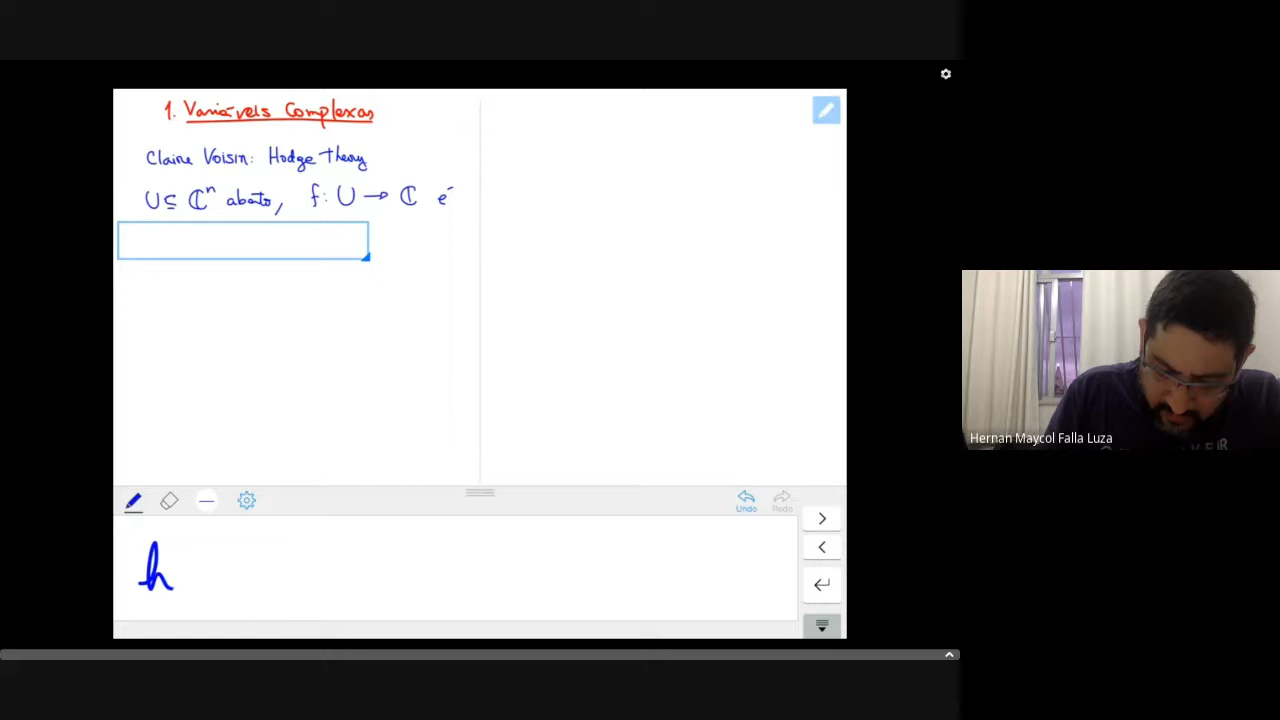 1. Variáveis Complexas
Claire Voisin: Hodge Theory
U ⊆ ℂⁿ aberto, f: U → ℂ é
Undo
Redo
h
Hernan Maycol Falla Luza